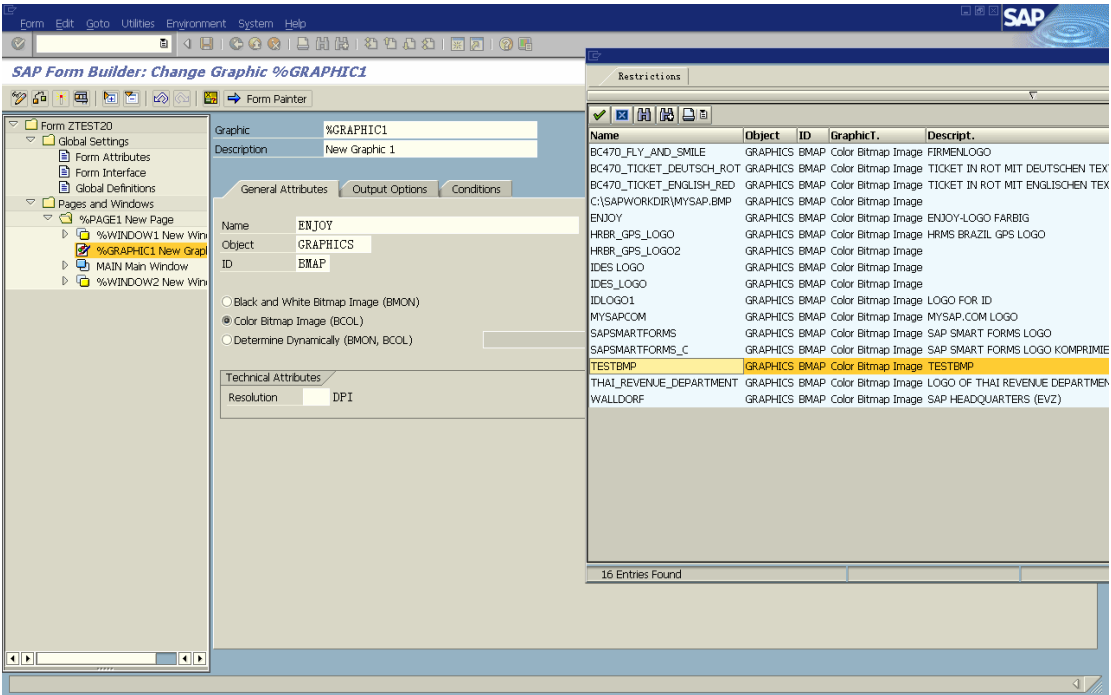 Form Edit Goto Utilities Environment System Help
SAP
SAP Form Builder: Change Graphic %GRAPHIC1
Form Painter
Form ZTEST20
Global Settings
Form Attributes
Form Interface
Global Definitions
Pages and Windows
%PAGE1 New Page
%WINDOW1 New Win
%GRAPHIC1 New Grap
MAIN Main Window
%WINDOW2 New Win
Graphic %GRAPHIC1
Description New Graphic 1
General Attributes Output Options Conditions
Name ENJOY
Object GRAPHICS
ID BMAP
Black and White Bitmap Image (BMON)
Color Bitmap Image (BCOL)
Determine Dynamically (BMON, BCOL)
Technical Attributes
Resolution DPI
Restrictions
Name Object ID GraphicT. Descript.
BC470_FLY_AND_SMILE GRAPHICS BMAP Color Bitmap Image FIRMENLOGO
BC470_TICKET_DEUTSCH_ROT GRAPHICS BMAP Color Bitmap Image TICKET IN ROT MIT DEUTSCHEN TEX
BC470_TICKET_ENGLISH_RED GRAPHICS BMAP Color Bitmap Image TICKET IN ROT MIT ENGLISCHEN TEX
C:\SAPWORKDIR\MYSAP.BMP GRAPHICS BMAP Color Bitmap Image
ENJOY GRAPHICS BMAP Color Bitmap Image ENJOY-LOGO FARBIG
HRBR_GPS_LOGO GRAPHICS BMAP Color Bitmap Image HRMS BRAZIL GPS LOGO
HRBR_GPS_LOGO2 GRAPHICS BMAP Color Bitmap Image
IDES LOGO GRAPHICS BMAP Color Bitmap Image
IDES_LOGO GRAPHICS BMAP Color Bitmap Image
IDLOGO1 GRAPHICS BMAP Color Bitmap Image LOGO FOR ID
MYSAPCOM GRAPHICS BMAP Color Bitmap Image MYSAP.COM LOGO
SAPSMARTFORMS GRAPHICS BMAP Color Bitmap Image SAP SMART FORMS LOGO
SAPSMARTFORMS_C GRAPHICS BMAP Color Bitmap Image SAP SMART FORMS LOGO KOMPRIMIE
TESTBMP GRAPHICS BMAP Color Bitmap Image TESTBMP
THAI_REVENUE_DEPARTMENT GRAPHICS BMAP Color Bitmap Image LOGO OF THAI REVENUE DEPARTMEN
WALLDORF GRAPHICS BMAP Color Bitmap Image SAP HEADQUARTERS (EVZ)
16 Entries Found